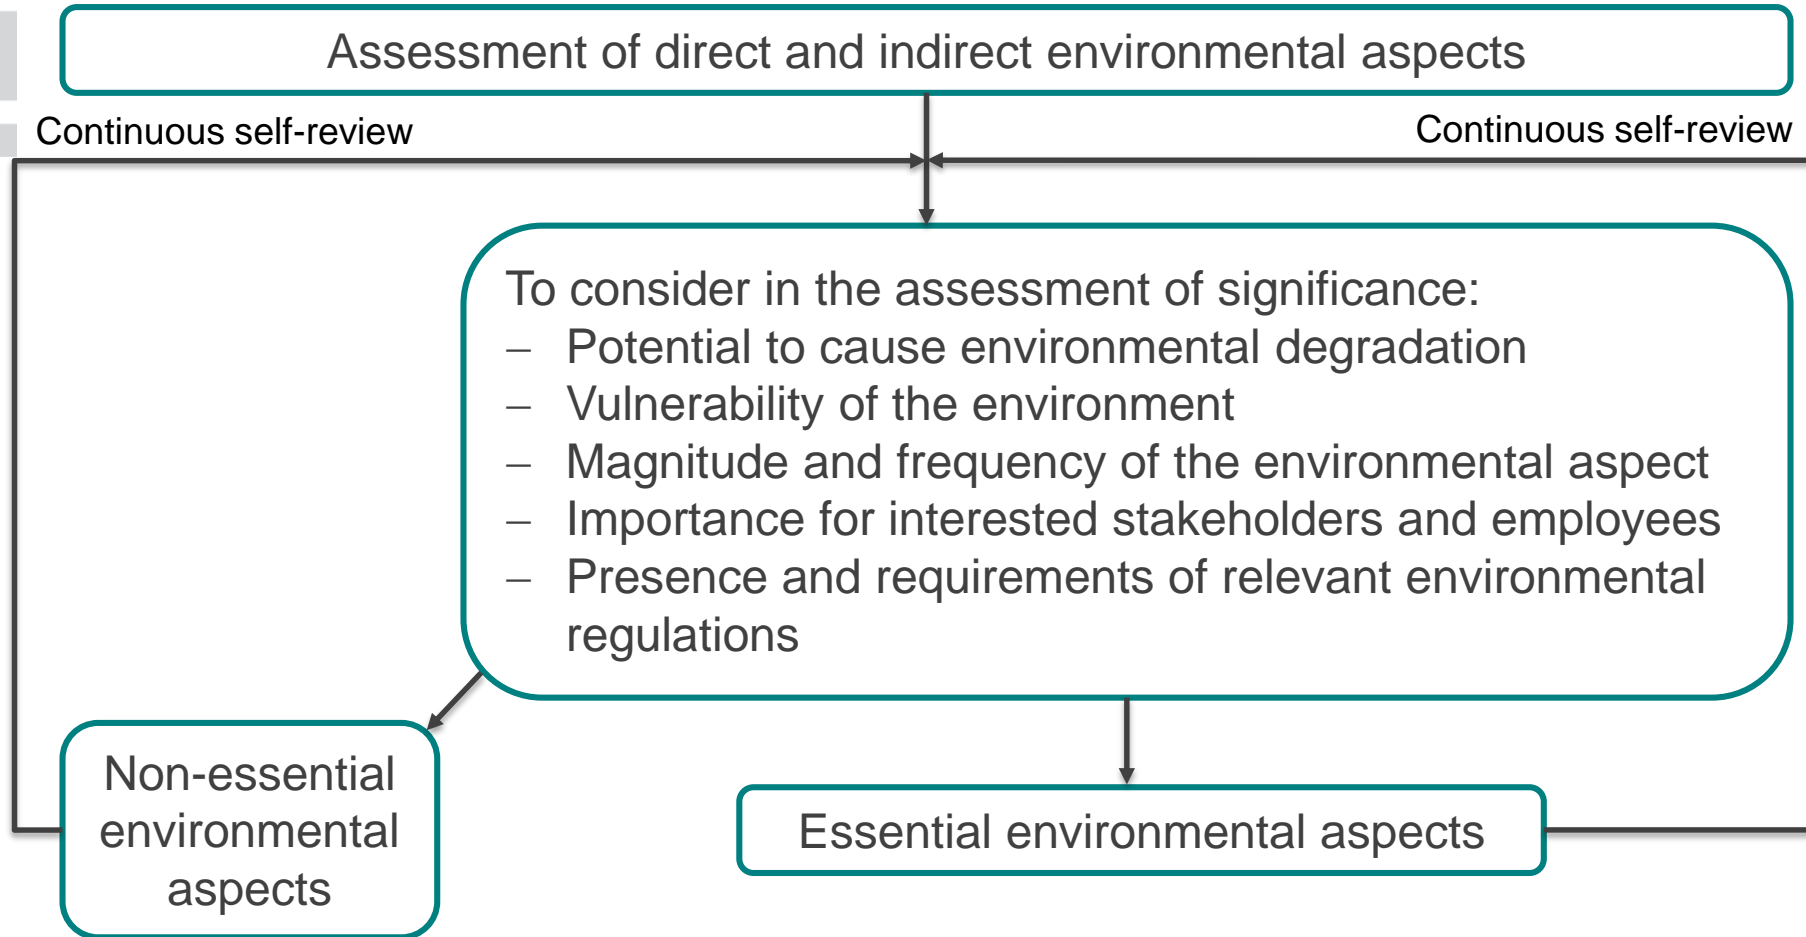 Assessment of direct and indirect environmental aspects
Continuous self-review
Continuous self-review
To consider in the assessment of significance:
– Potential to cause environmental degradation
– Vulnerability of the environment
– Magnitude and frequency of the environmental aspect
– Importance for interested stakeholders and employees
– Presence and requirements of relevant environmental
regulations
Non-essential
environmental
aspects
Essential environmental aspects